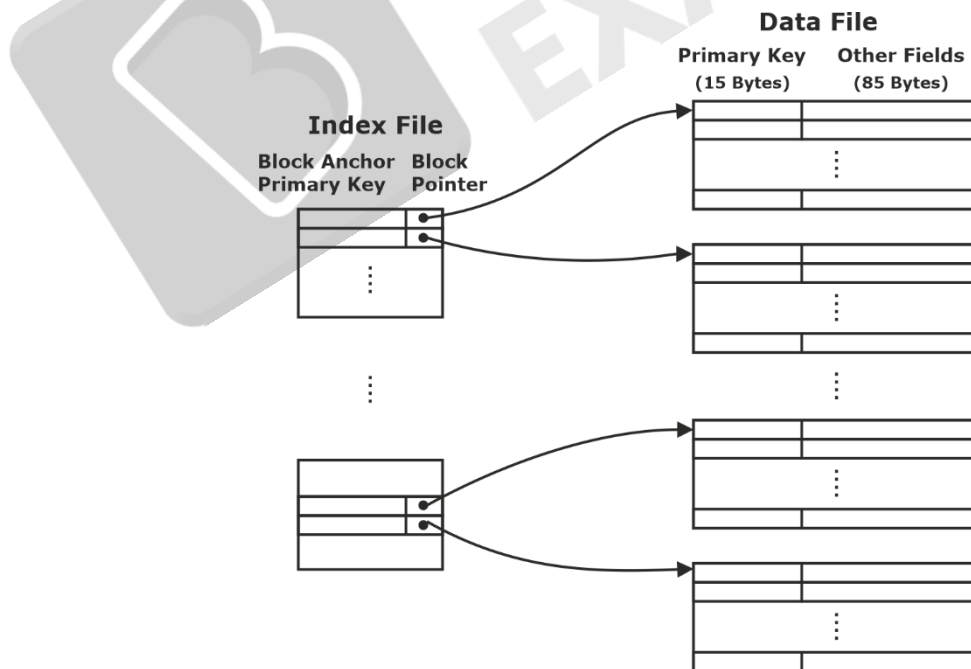 Data File
Primary Key Other Fields
(15 Bytes) (85 Bytes)
Index File
Block Anchor Block
Primary Key Pointer